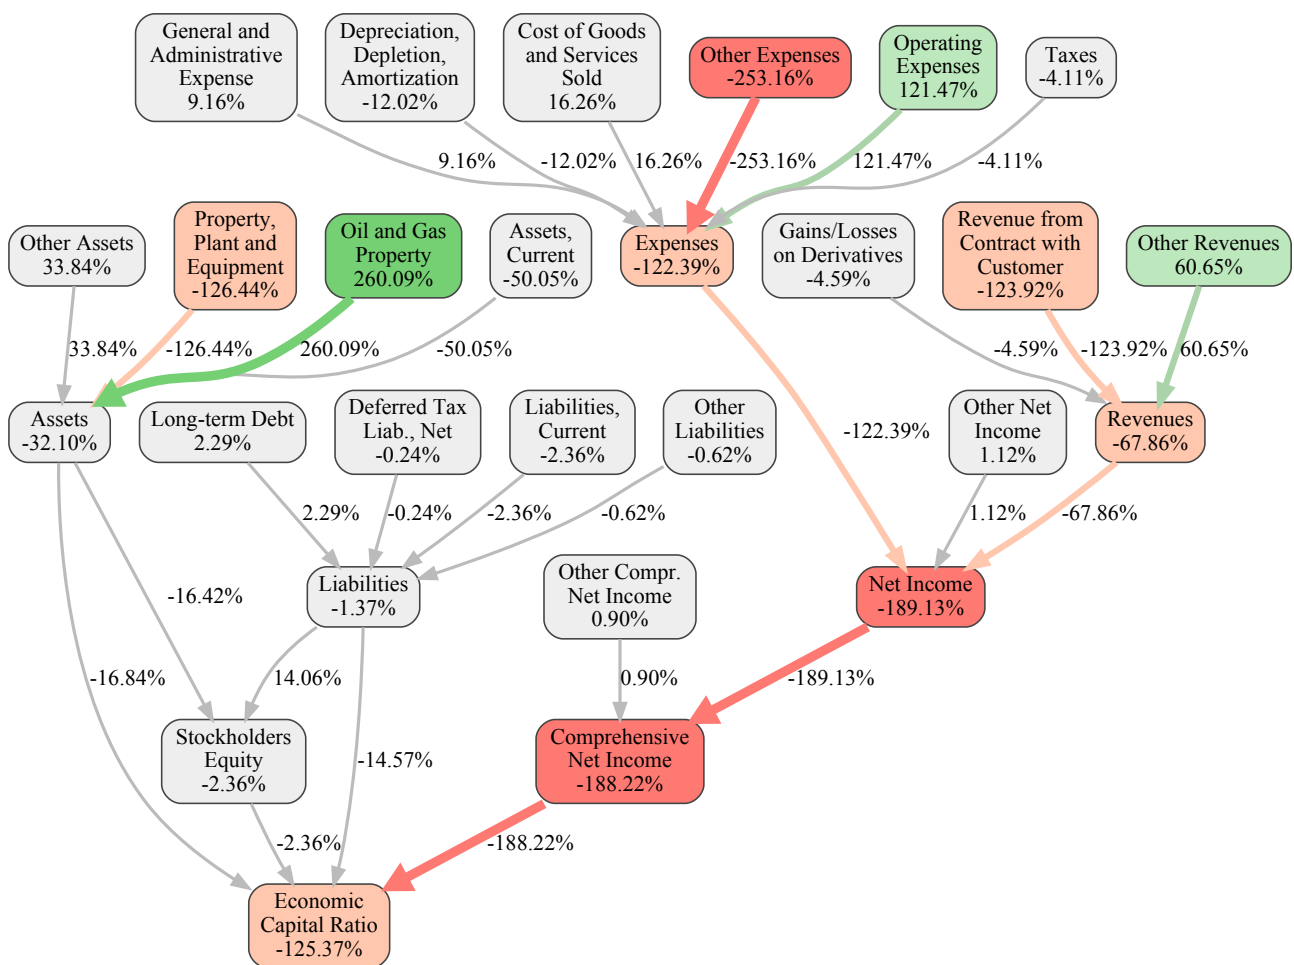 General and
Administrative
Expense
9.16%
Depreciation,
Depletion,
Amortization
-12.02%
Cost of Goods
and Services
Sold
16.26%
Other Expenses
-253.16%
Operating
Expenses
121.47%
Taxes
-4.11%
9.16%
-12.02%
16.26%
-253.16%
121.47%
-4.11%
Other Assets
33.84%
Property,
Plant and
Equipment
-126.44%
Oil and Gas
Property
260.09%
Assets,
Current
-50.05%
Expenses
-122.39%
Gains/Losses
on Derivatives
-4.59%
Revenue from
Contract with
Customer
-123.92%
Other Revenues
60.65%
33.84%
-126.44%
260.09%
-50.05%
-4.59%
-123.92%
60.65%
Assets
-32.10%
Long-term Debt
2.29%
Deferred Tax
Liab., Net
-0.24%
Liabilities,
Current
-2.36%
Other
Liabilities
-0.62%
-122.39%
Other Net
Income
1.12%
Revenues
-67.86%
2.29%
-0.24%
-2.36%
-0.62%
1.12%
-67.86%
-16.42%
Liabilities
-1.37%
Other Compr.
Net Income
0.90%
Net Income
-189.13%
-16.84%
14.06%
0.90%
-189.13%
Stockholders
Equity
-2.36%
-14.57%
Comprehensive
Net Income
-188.22%
-2.36%
-188.22%
Economic
Capital Ratio
-125.37%